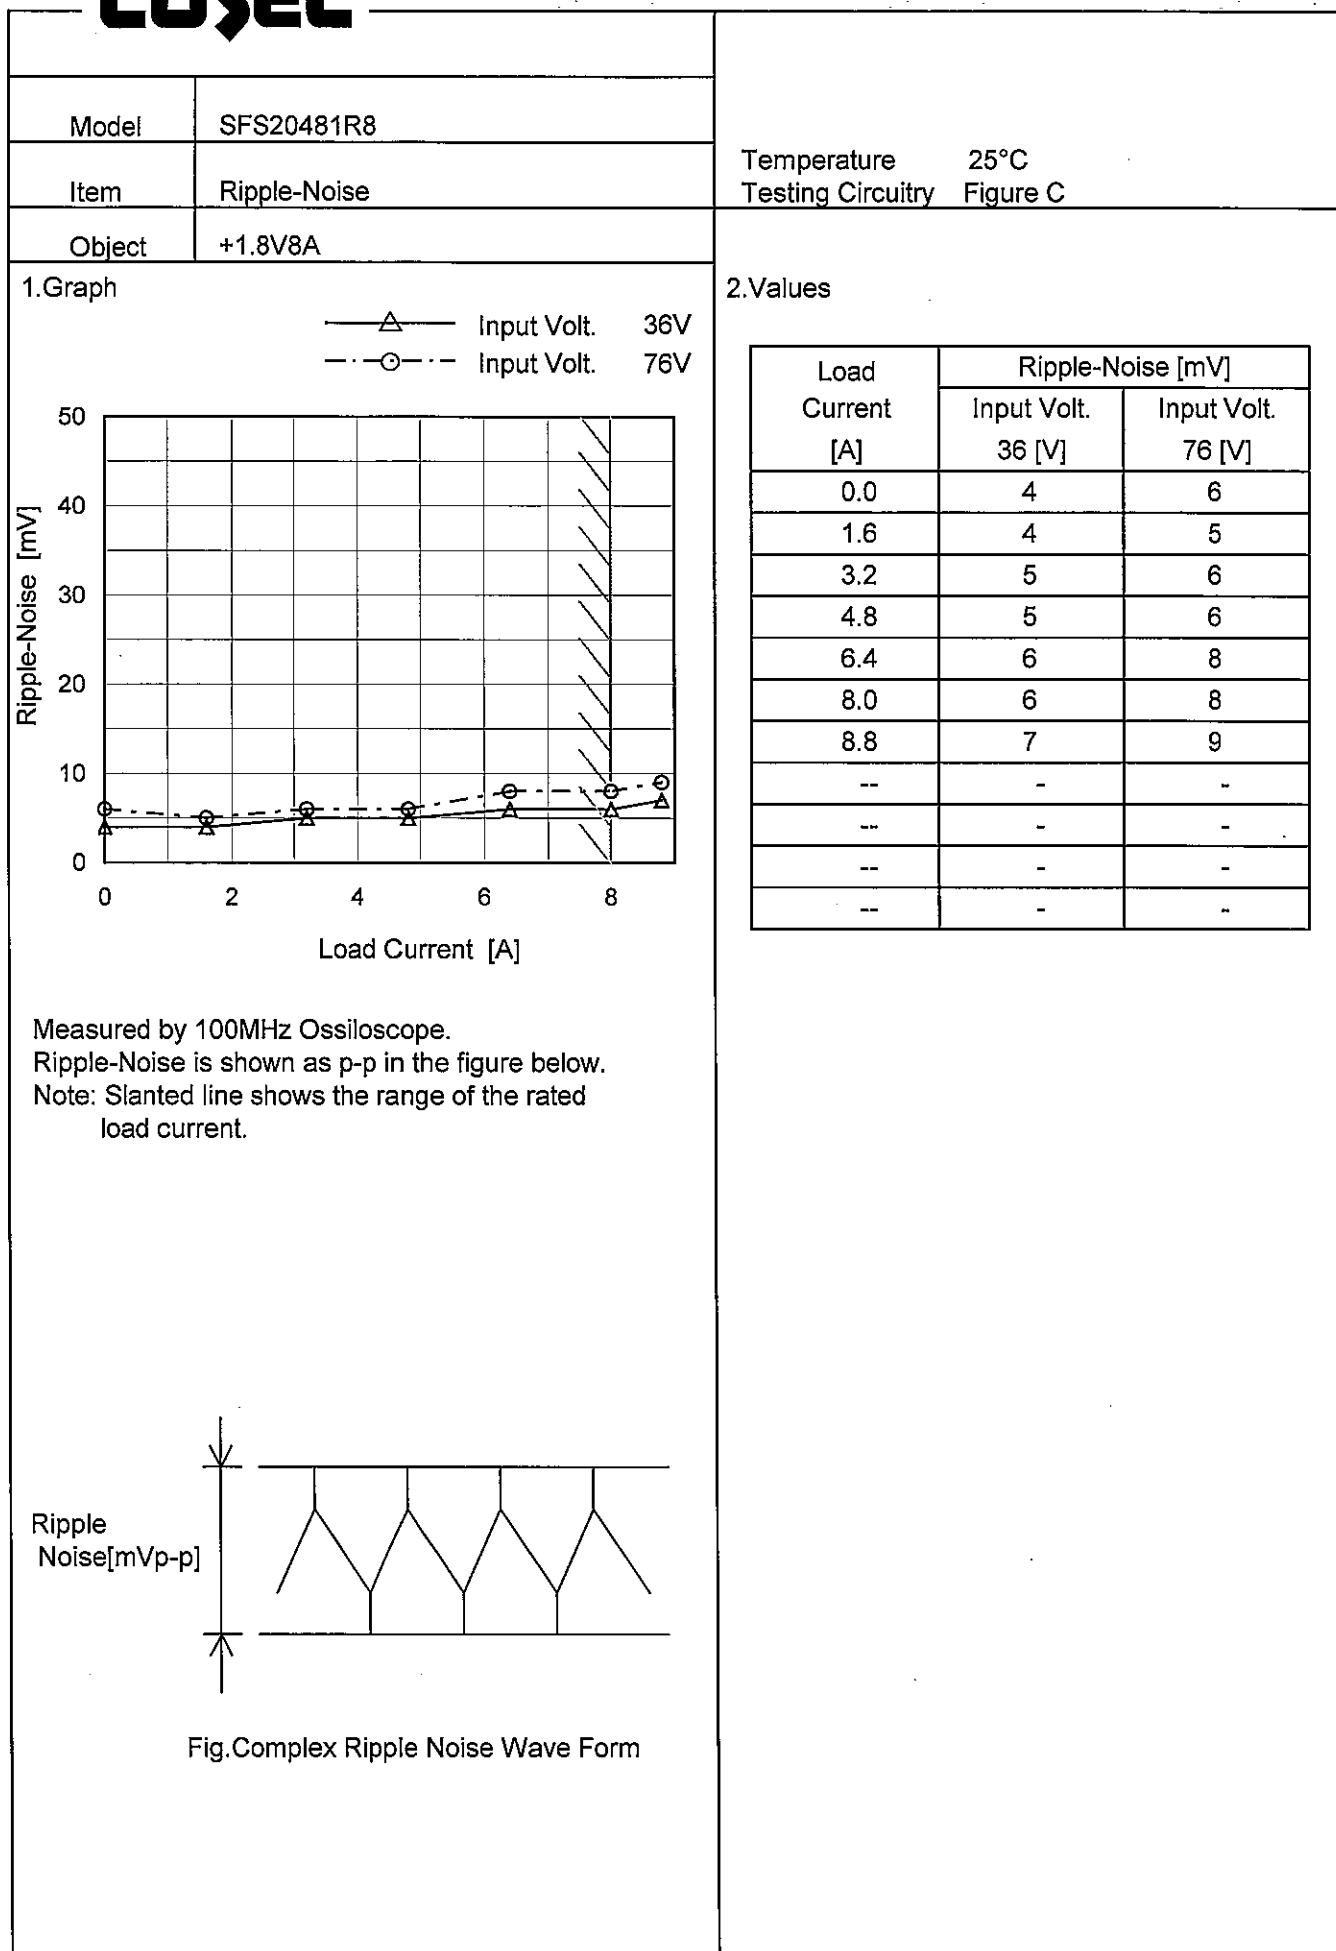 COSEL
Model SFS20481R8
Item Ripple-Noise
Object +1.8V8A
Temperature 25°C
Testing Circuitry Figure C
1.Graph
Input Volt. 36V
Input Volt. 76V
50
40
30
20
10
0
Ripple-Noise [mV]
0 2 4 6 8
Load Current [A]
Measured by 100MHz Ossiloscope.
Ripple-Noise is shown as p-p in the figure below.
Note: Slanted line shows the range of the rated
load current.
Ripple
Noise[mVp-p]
Fig.Complex Ripple Noise Wave Form
2.Values
Load Ripple-Noise [mV]
Current Input Volt. Input Volt.
[A] 36 [V] 76 [V]
0.0 4 6
1.6 4 5
3.2 5 6
4.8 5 6
6.4 6 8
8.0 6 8
8.8 7 9
-- - -
-- - -
-- - -
-- - -